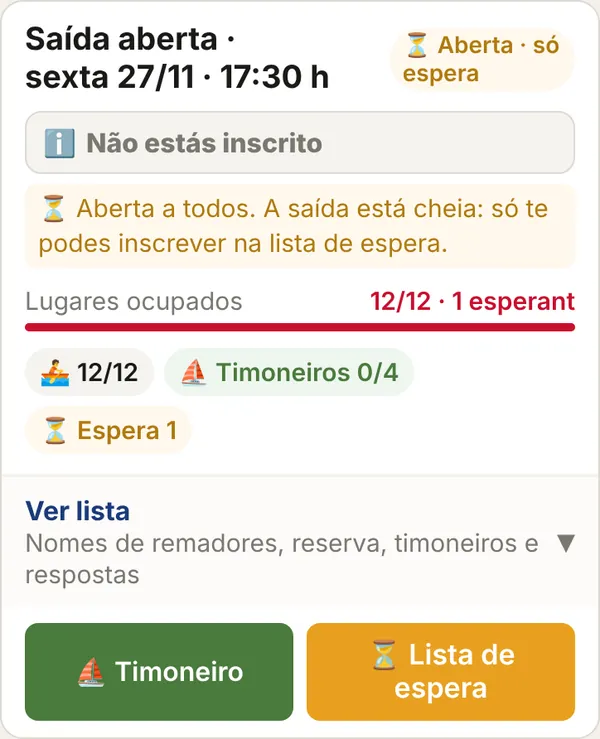 Saída aberta ·
sexta 27/11 · 17:30 h
⏳ Aberta · só
espera
ℹ️ Não estás inscrito
⏳ Aberta a todos. A saída está cheia: só te
podes inscrever na lista de espera.
Lugares ocupados
12/12 · 1 esperant
🚣 12/12
⛵ Timoneiros 0/4
⏳ Espera 1
Ver lista
Nomes de remadores, reserva, timoneiros e ▼
respostas
⛵ Timoneiro
⏳ Lista de
espera